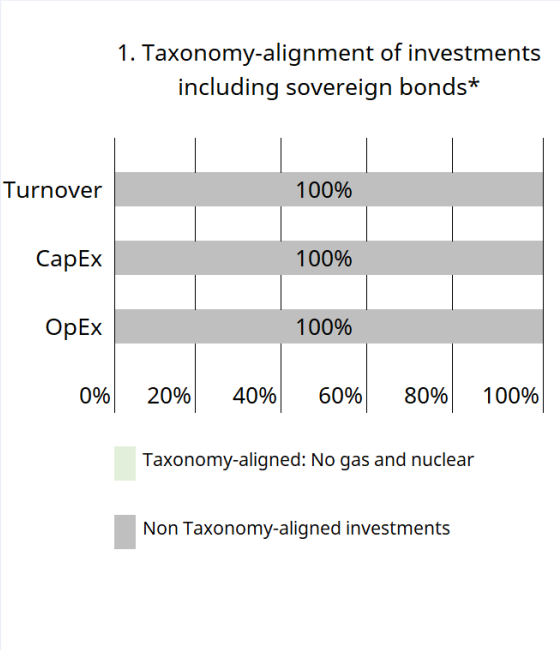 1. Taxonomy-alignment of investments
including sovereign bonds*
Turnover 100%
CapEx 100%
OpEx 100%
0% 20% 40% 60% 80% 100%
Taxonomy-aligned: No gas and nuclear
Non Taxonomy-aligned investments